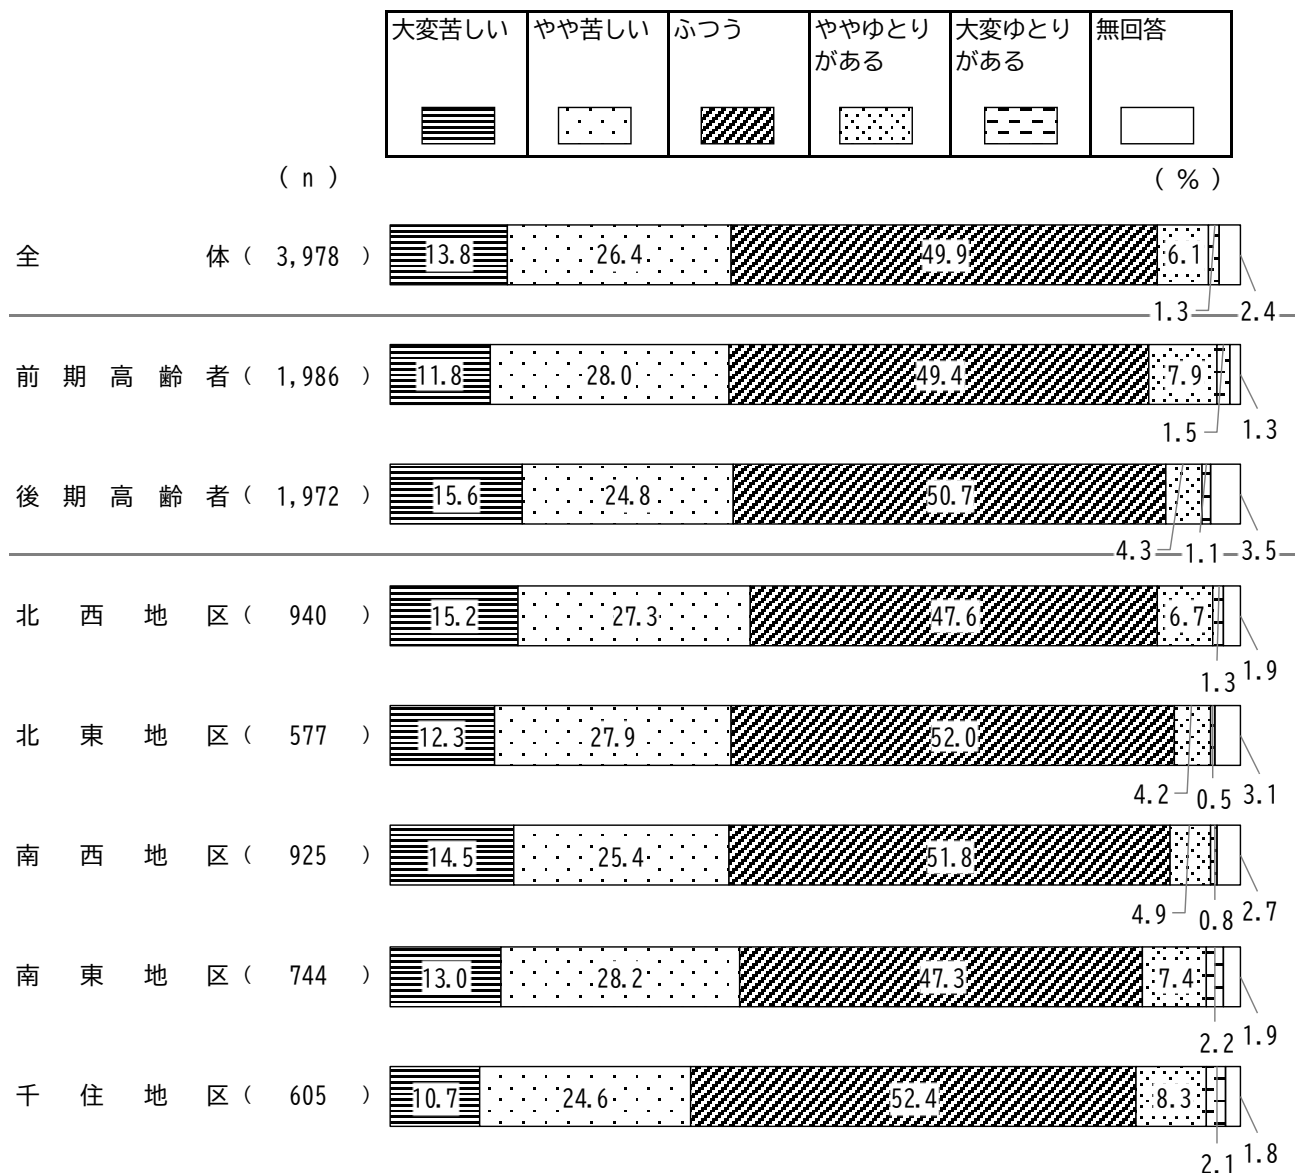 大変苦しい やや苦しい ふつう ややゆとり 大変ゆとり 無回答
がある がある
( n ) ( % )
全体( 3,978 ) 13.8 26.4 49.9 6.1
1.3 2.4
前期高齢者( 1,986 ) 11.8 28.0 49.4 7.9
1.5 1.3
後期高齢者( 1,972 ) 15.6 24.8 50.7
4.3 1.1 3.5
北西地区( 940 ) 15.2 27.3 47.6 6.7
1.3 1.9
北東地区( 577 ) 12.3 27.9 52.0
4.2 0.5 3.1
南西地区( 925 ) 14.5 25.4 51.8
4.9 0.8 2.7
南東地区( 744 ) 13.0 28.2 47.3 7.4
2.2 1.9
千住地区( 605 ) 10.7 24.6 52.4 8.3
2.1 1.8